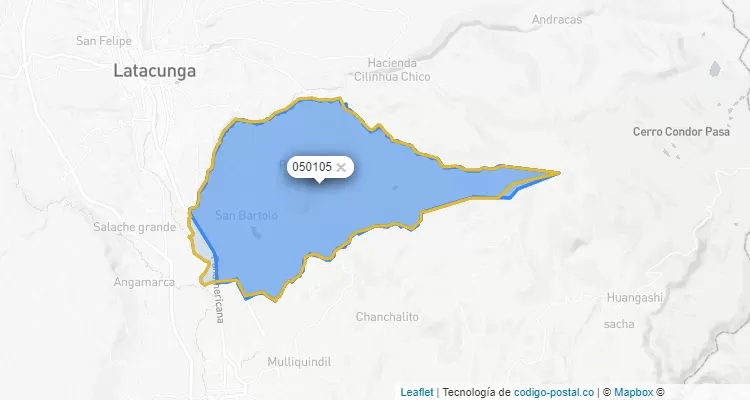 Andracas
San Felipe
Latacunga
Hacienda
Cilinhua Chico
Cerro Condor Pasa
050105 ×
San Bartolo
Salache grande
Angamarca
Panamericana
Huangashi
sacha
Chanchalito
Mulliquindil
Leaflet | Tecnología de codigo-postal.co | © Mapbox ©